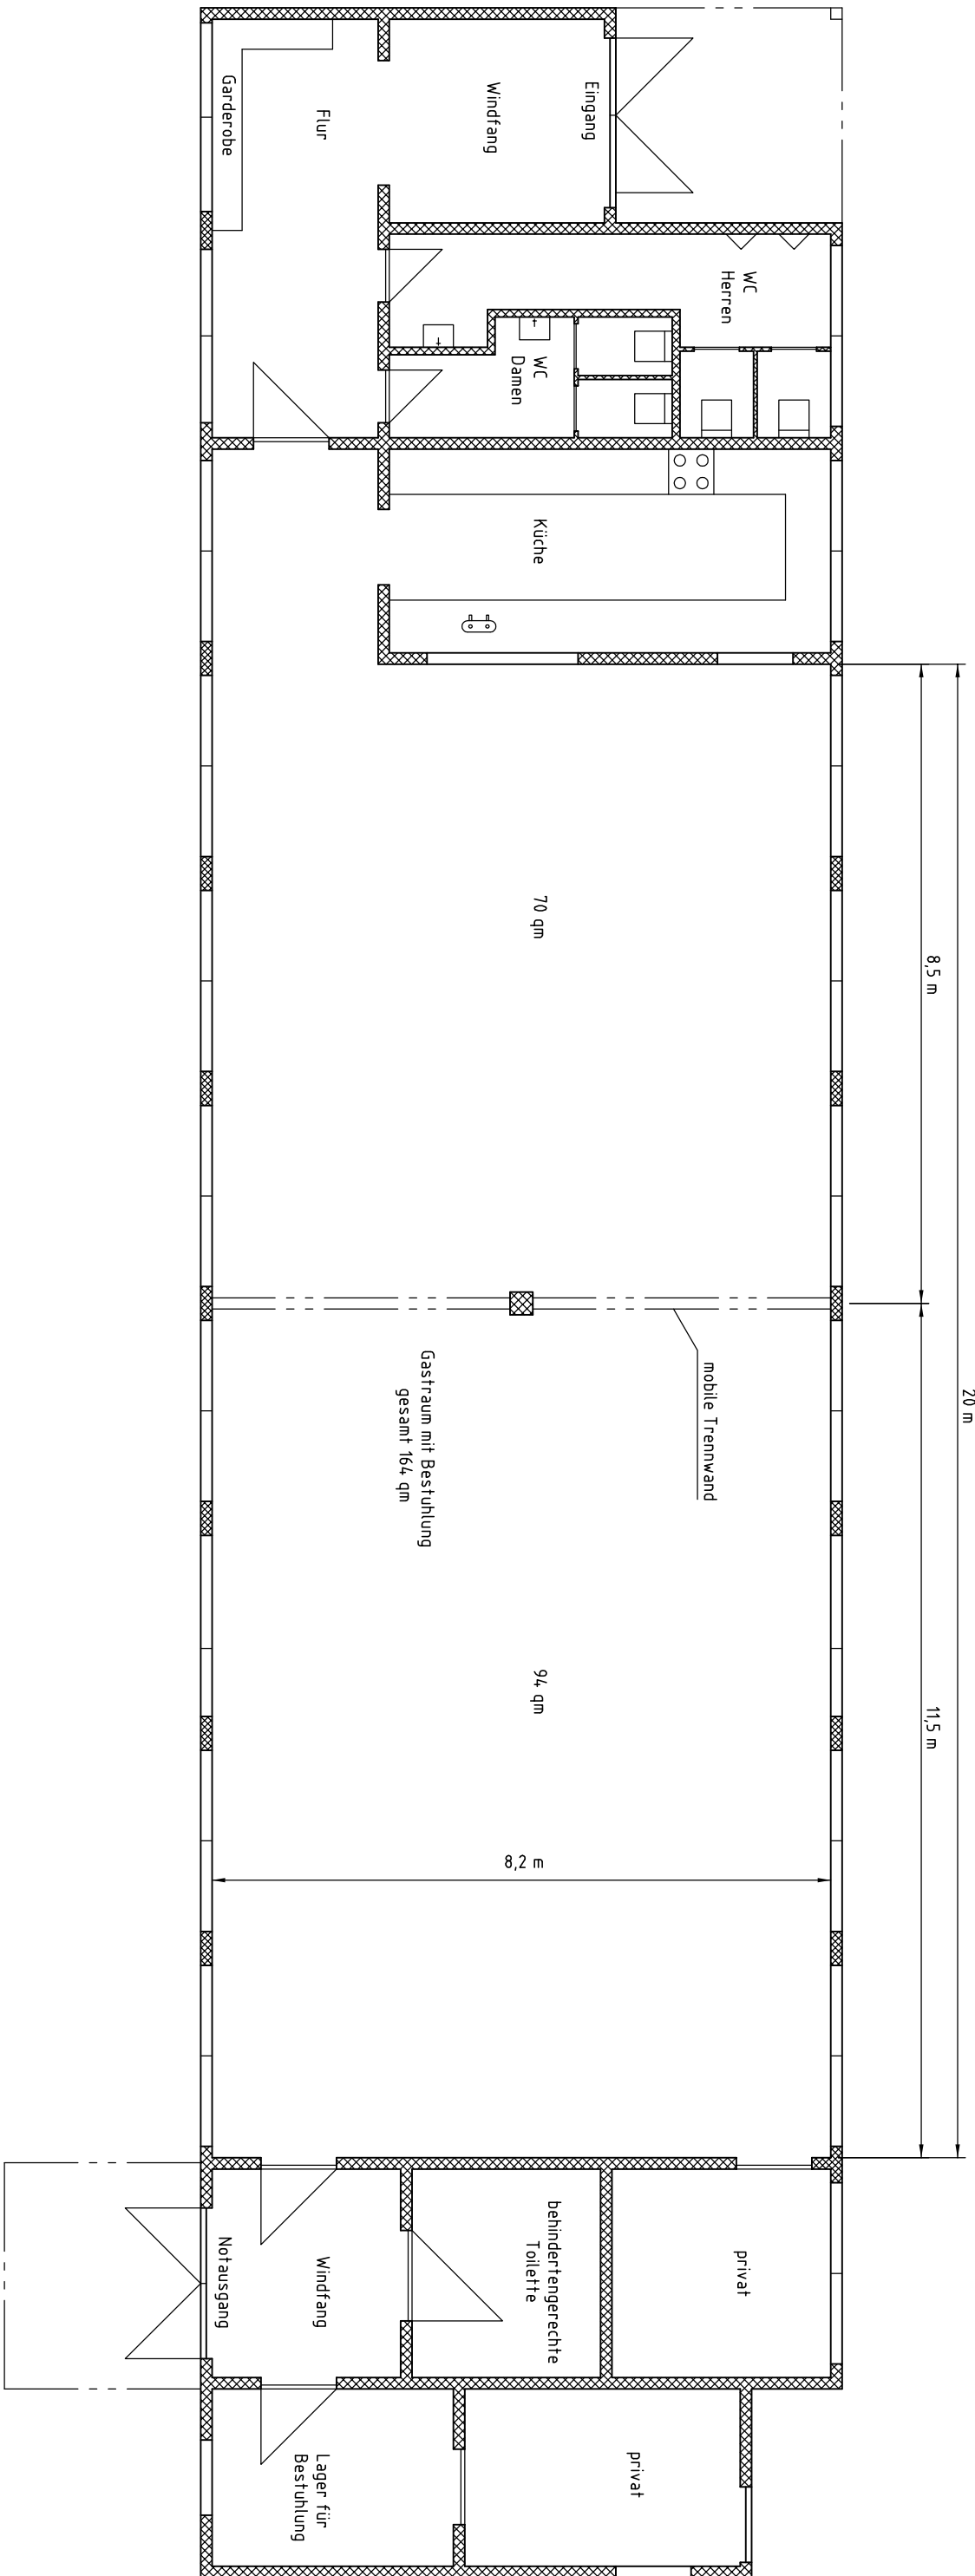 Eingang
Windfang
Flur
Garderobe
WC
Herren
WC
Damen
Küche
70 qm
8,5 m
20 m
mobile Trennwand
Gastraum mit Bestuhlung
gesamt 164 qm
94 qm
11,5 m
8,2 m
privat
behindertengerechte
Toilette
Windfang
Notausgang
privat
Lager für
Bestuhlung